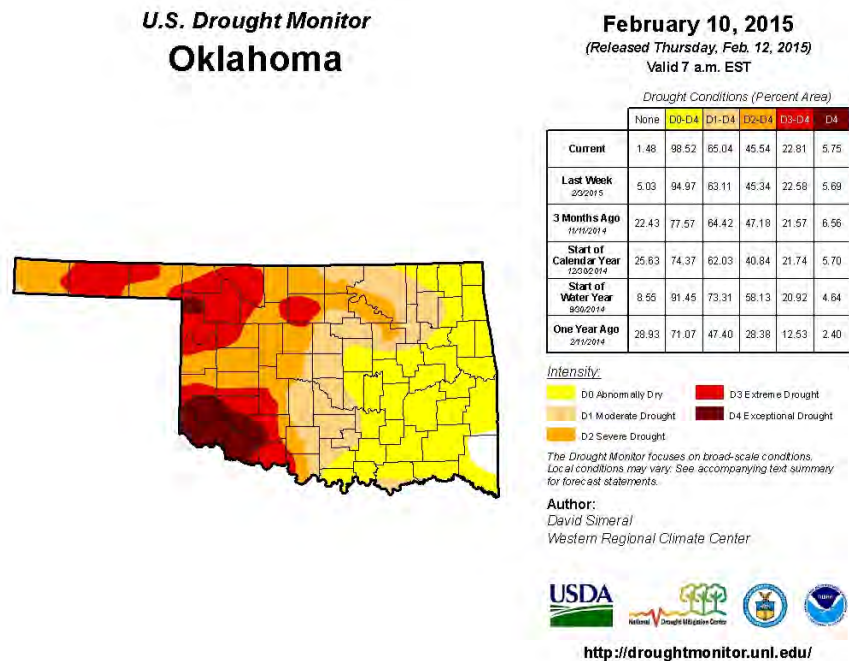 U.S. Drought Monitor
Oklahoma
February 10, 2015
(Released Thursday, Feb. 12, 2015)
Valid 7 a.m. EST
Drought Conditions (Percent Area)
None D0-D4 D1-D4 D2-D4 D3-D4 D4
Current 1.48 98.52 65.04 45.54 22.81 5.75
Last Week 5.03 94.97 63.11 45.34 22.58 5.69
2/3/2015
3 Months Ago 22.43 77.57 64.42 47.18 21.57 6.56
11/11/2014
Start of
Calendar Year 25.63 74.37 62.03 40.84 21.74 5.70
12/30/2014
Start of
Water Year 8.55 91.45 73.31 58.13 20.92 4.64
9/30/2014
One Year Ago 28.93 71.07 47.40 28.38 12.53 2.40
2/11/2014
Intensity:
D0 Abnormally Dry D3 Extreme Drought
D1 Moderate Drought D4 Exceptional Drought
D2 Severe Drought
The Drought Monitor focuses on broad-scale conditions.
Local conditions may vary. See accompanying text summary
for forecast statements.
Author:
David Simeral
Western Regional Climate Center
USDA
National Drought Mitigation Center
NOAA
http://droughtmonitor.unl.edu/